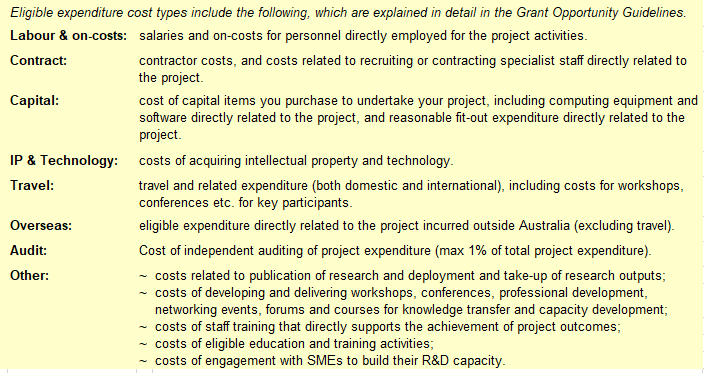 Eligible expenditure cost types include the following, which are explained in detail in the Grant Opportunity Guidelines.
Labour & on-costs: salaries and on-costs for personnel directly employed for the project activities.
Contract: contractor costs, and costs related to recruiting or contracting specialist staff directly related to
the project.
Capital: cost of capital items you purchase to undertake your project, including computing equipment and
software directly related to the project, and reasonable fit-out expenditure directly related to the
project.
IP & Technology: costs of acquiring intellectual property and technology.
Travel: travel and related expenditure (both domestic and international), including costs for workshops,
conferences etc. for key participants.
Overseas: eligible expenditure directly related to the project incurred outside Australia (excluding travel).
Audit: Cost of independent auditing of project expenditure (max 1% of total project expenditure).
Other: ~ costs related to publication of research and deployment and take-up of research outputs;
~ costs of developing and delivering workshops, conferences, professional development,
networking events, forums and courses for knowledge transfer and capacity development;
~ costs of staff training that directly supports the achievement of project outcomes;
~ costs of eligible education and training activities;
~ costs of engagement with SMEs to build their R&D capacity.